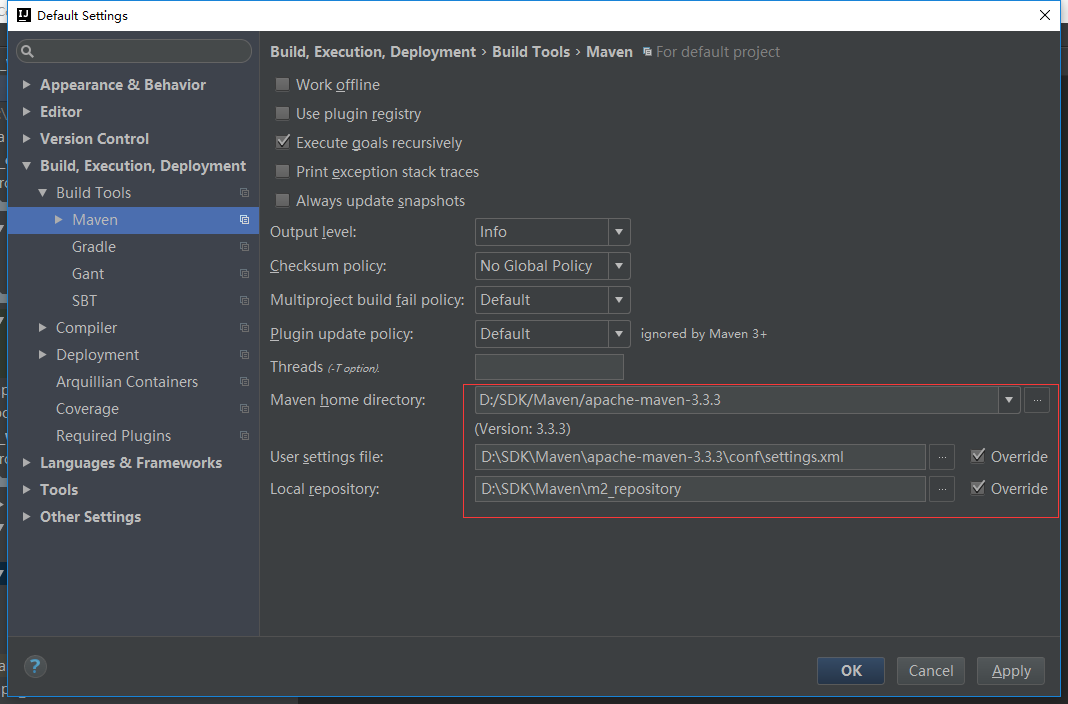 IJ Default Settings
Build, Execution, Deployment › Build Tools › Maven For default project
Appearance & Behavior
Editor
Version Control
Build, Execution, Deployment
Build Tools
Maven
Gradle
Gant
SBT
Compiler
Deployment
Arquillian Containers
Coverage
Required Plugins
Languages & Frameworks
Tools
Other Settings
Work offline
Use plugin registry
Execute goals recursively
Print exception stack traces
Always update snapshots
Output level: Info
Checksum policy: No Global Policy
Multiproject build fail policy: Default
Plugin update policy: Default ignored by Maven 3+
Threads (-T option).
Maven home directory: D:/SDK/Maven/apache-maven-3.3.3 ...
(Version: 3.3.3)
User settings file: D:\SDK\Maven\apache-maven-3.3.3\conf\settings.xml ... Override
Local repository: D:\SDK\Maven\m2_repository ... Override
? OK Cancel Apply